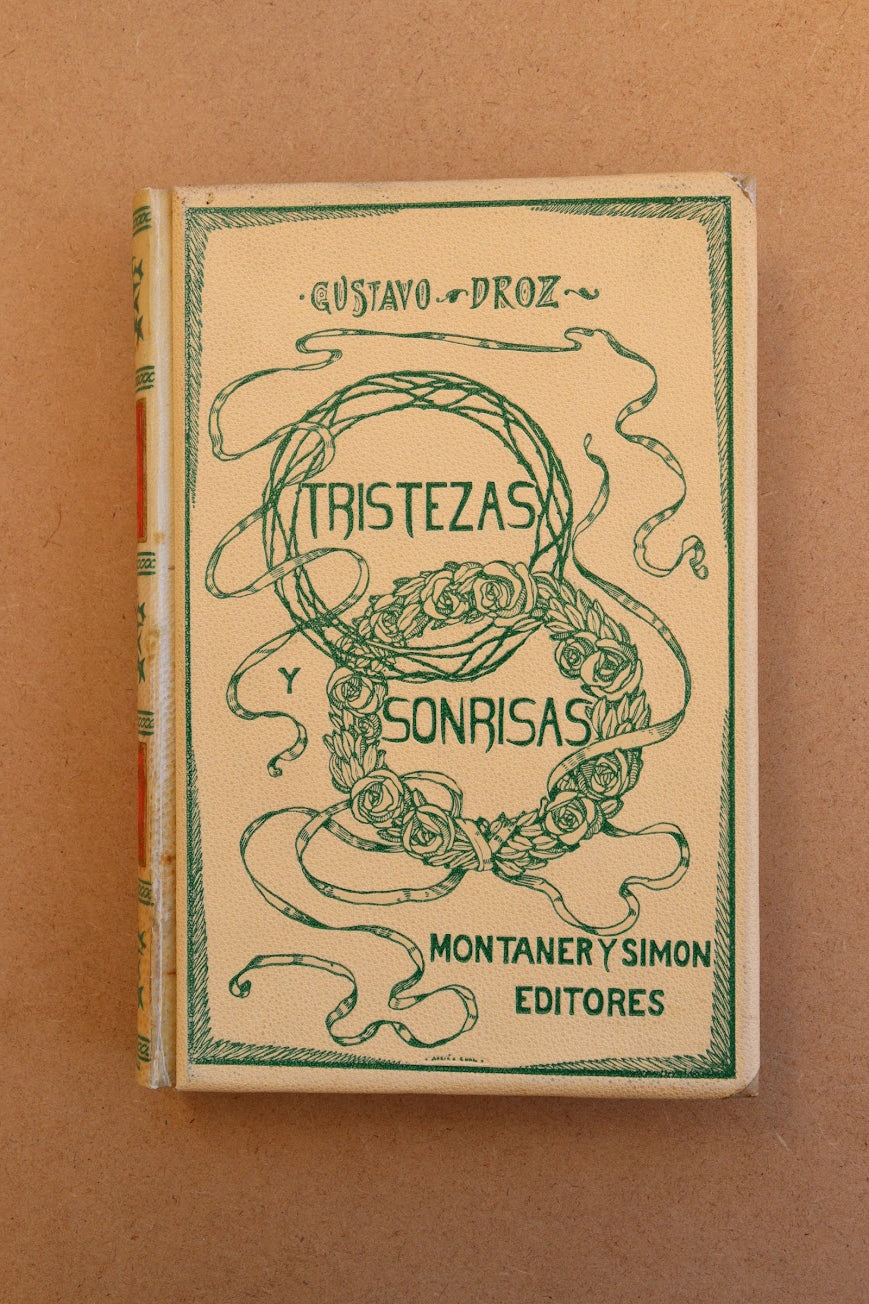 GUSTAVO DROZ
TRISTEZAS
Y
SONRISAS
MONTANER Y SIMON
EDITORES